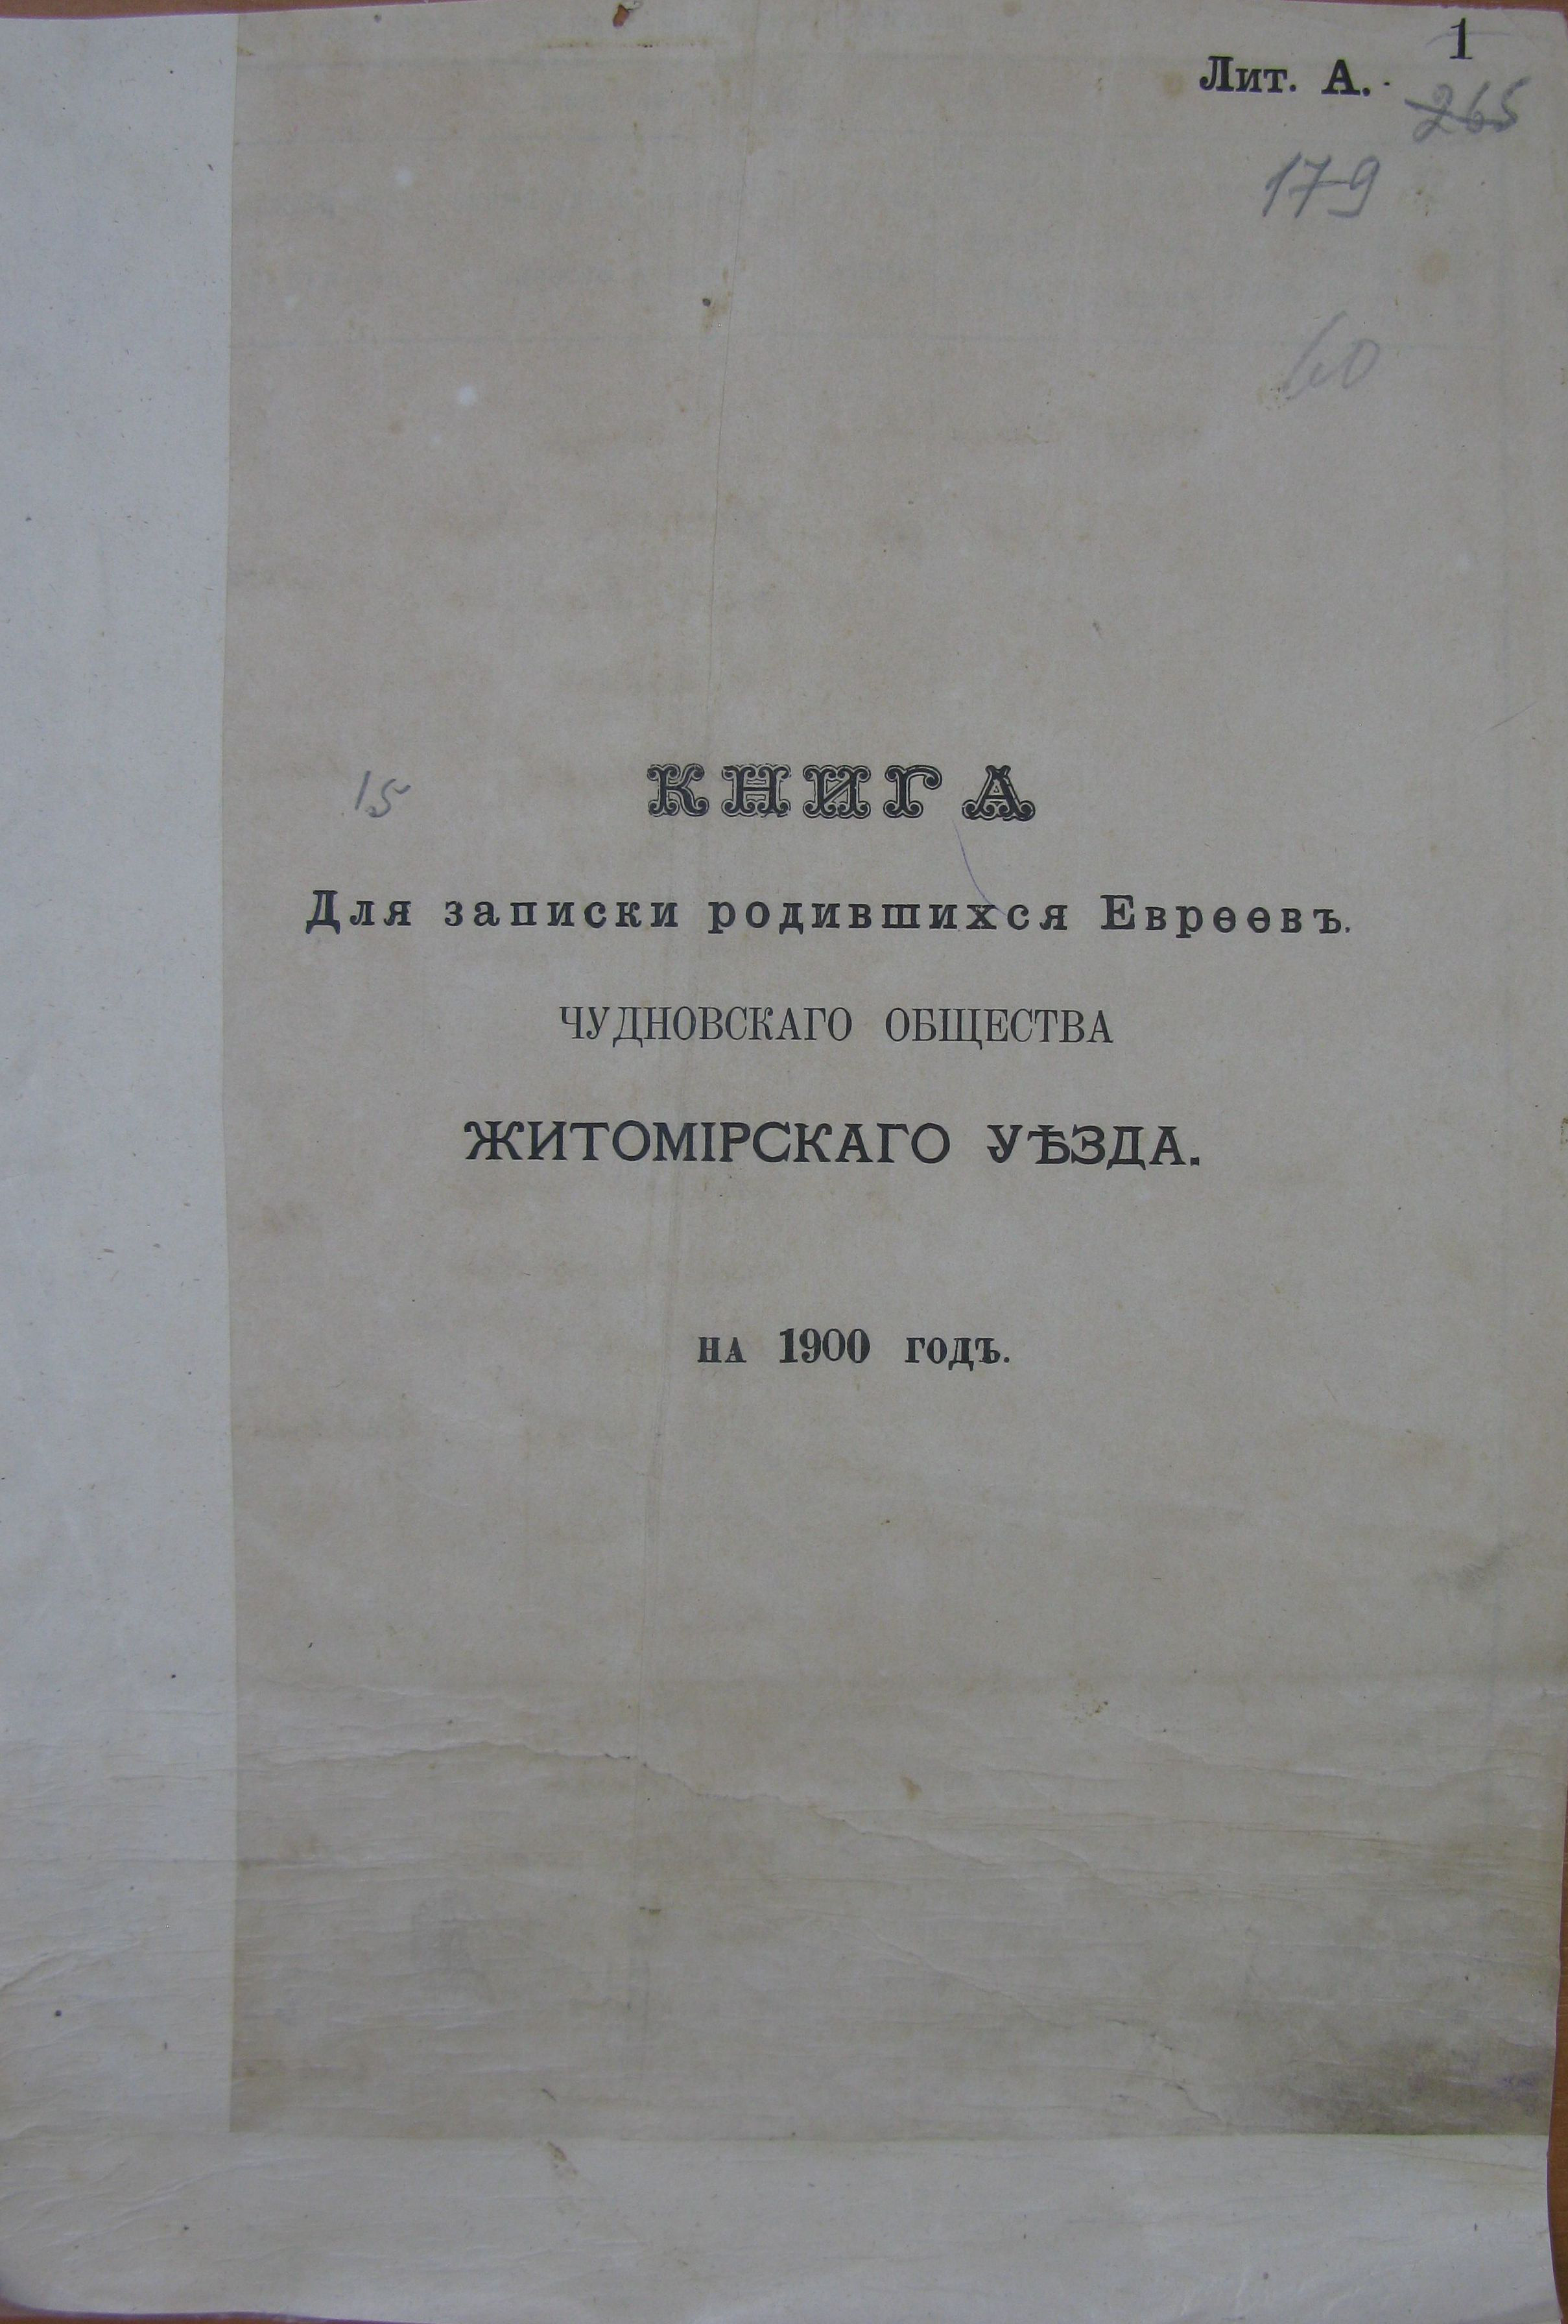 1
Лит. А.
265
179
60
15
КНИГА
Для записки родившихся Евреевъ.
ЧУДНОВСКАГО ОБЩЕСТВА
ЖИТОМІРСКАГО УѢЗДА.
НА 1900 ГОДЪ.